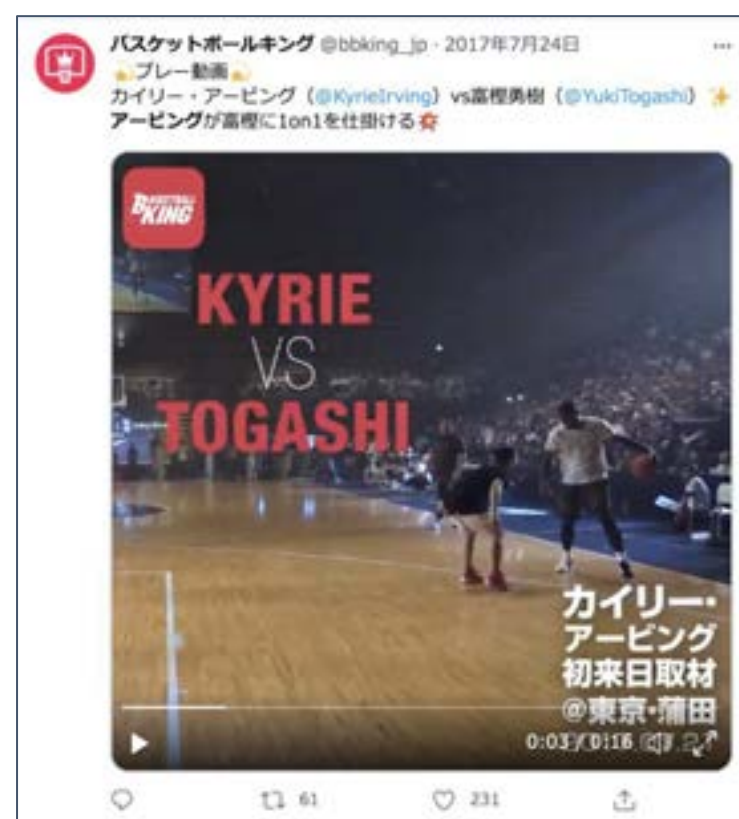 バスケットボールキング @bbking_jp · 2017年7月24日 ...
💫プレー動画💫
カイリー・アービング（@KyrieIrving）vs富樫勇樹（@YukiTogashi）✨
アービングが富樫に1on1を仕掛ける💥
BASKETBALL
KING
KYRIE
VS
TOGASHI
カイリー・
アービング
初来日取材
@東京・蒲田
0:03 / 0:16
61 231